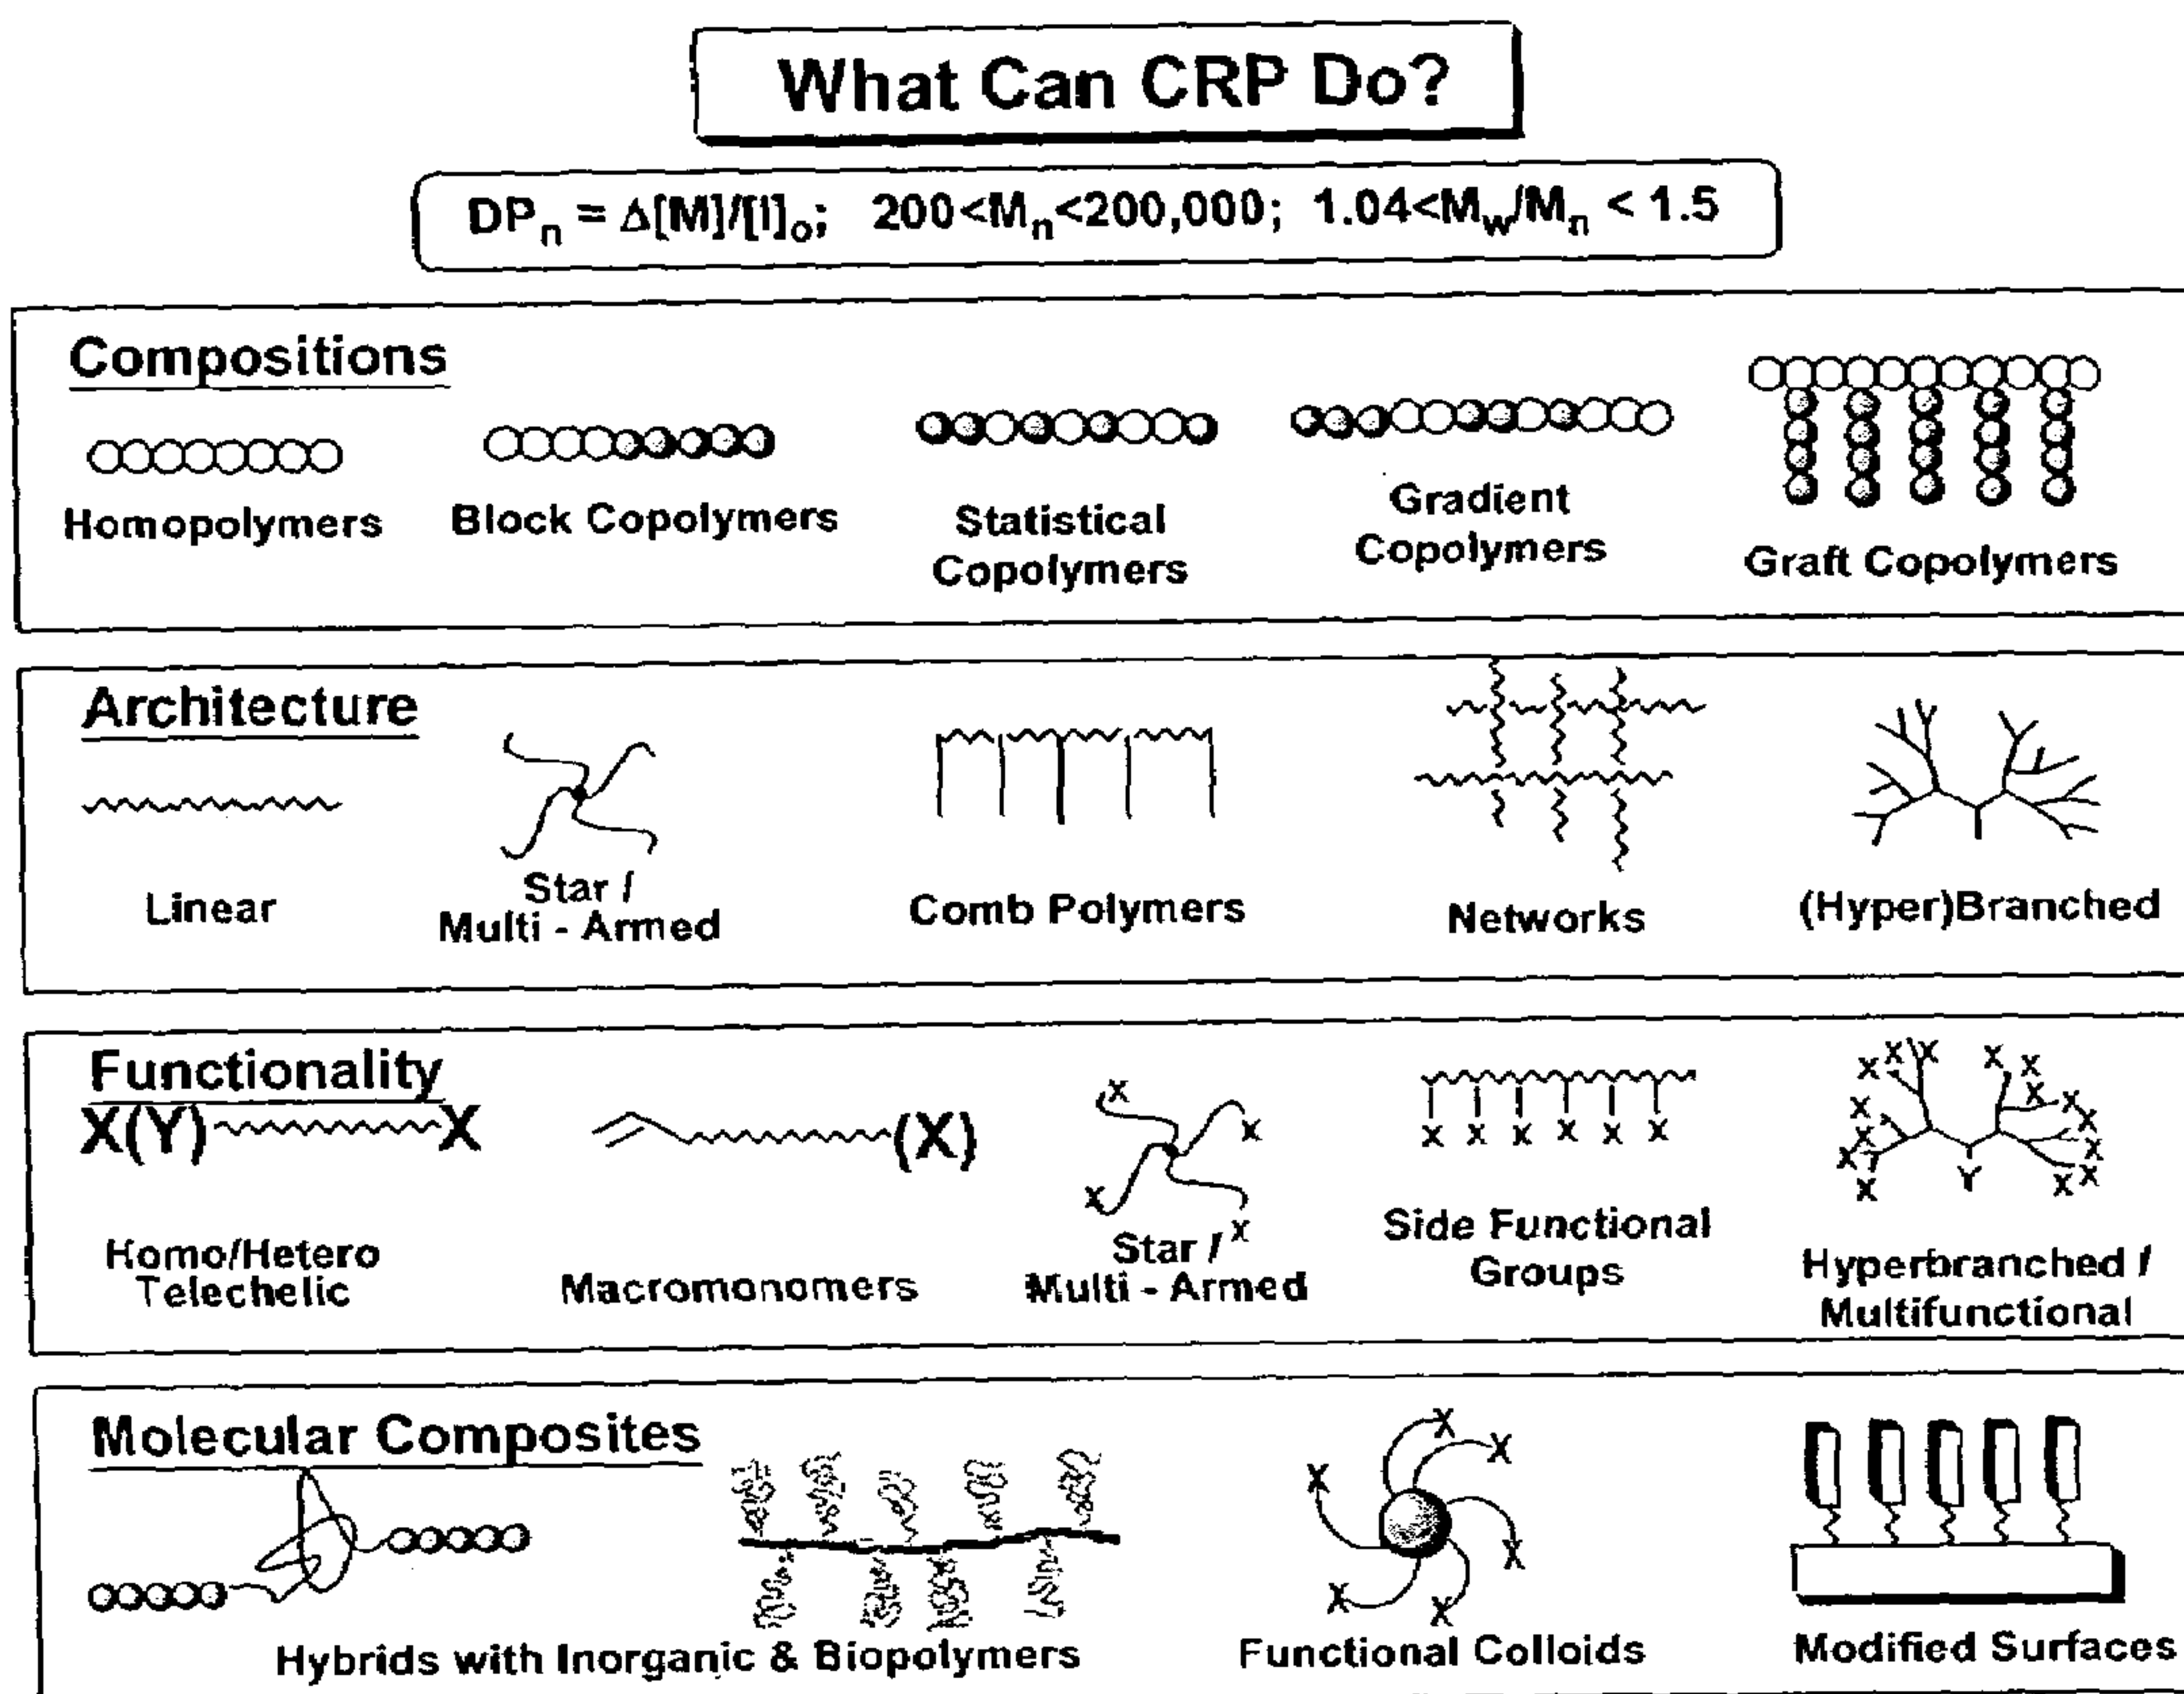 What Can CRP Do?
DPn = Δ[M]/[I]o; 200<Mn<200,000; 1.04<Mw/Mn < 1.5
Compositions
Homopolymers
Block Copolymers
Statistical
Copolymers
Gradient
Copolymers
Graft Copolymers
Architecture
Linear
Star /
Multi - Armed
Comb Polymers
Networks
(Hyper)Branched
Functionality
X(Y) X
Homo/Hetero
Telechelic
(X)
Macromonomers
X
X
X
X
Star /
Multi - Armed
X X X X X X
Side Functional
Groups
X X X X X
X X X
X X X
X Y X
X X X
Hyperbranched /
Multifunctional
Molecular Composites
Hybrids with Inorganic & Biopolymers
X
X
X
X
X X
Functional Colloids
Modified Surfaces